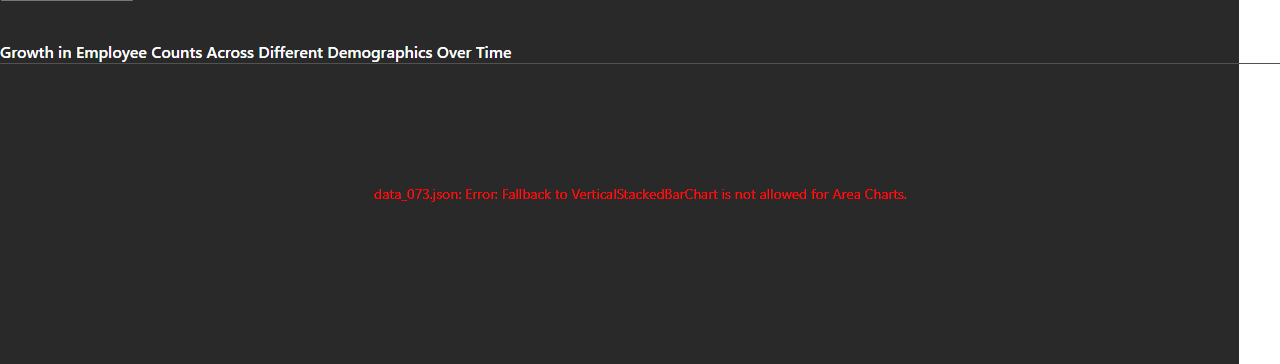 Growth in Employee Counts Across Different Demographics Over Time
data_073.json: Error: Fallback to VerticalStackedBarChart is not allowed for Area Charts.